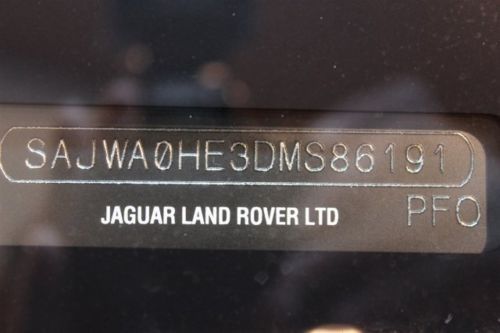 SAJWA0HE3DMS86191
JAGUAR LAND ROVER LTD
PFO